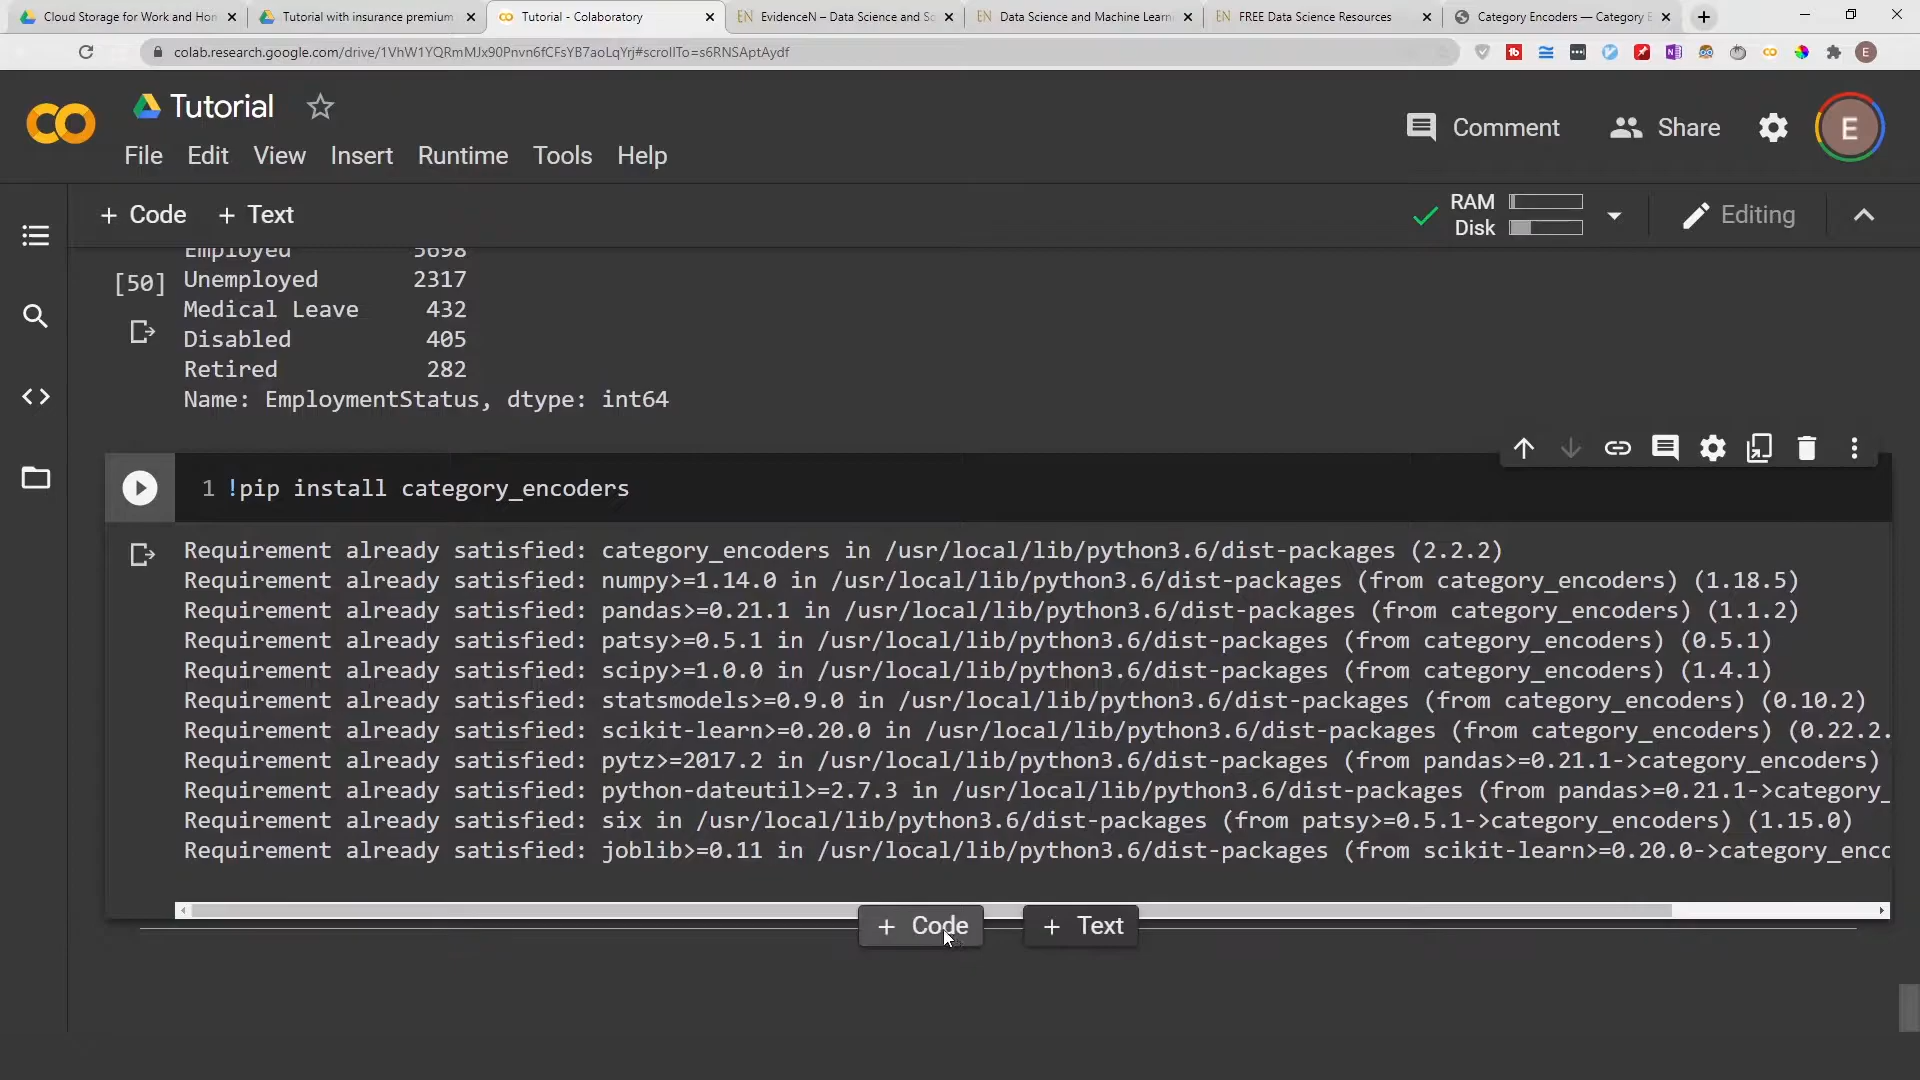 Cloud Storage for Work and Hon
Tutorial with insurance premium
Tutorial - Colaboratory
EN EvidenceN – Data Science and Sc
EN Data Science and Machine Learn
EN FREE Data Science Resources
Category Encoders — Category E
colab.research.google.com/drive/1VhW1YQRmMJx90Pnvn6fCFsYB7aoLqYrj#scrollTo=s6RNSAptAydf
Tutorial
Comment
Share
E
File Edit View Insert Runtime Tools Help
+ Code + Text
RAM
Disk
Editing
Employed 5698
[50]
Unemployed 2317
Medical Leave 432
Disabled 405
Retired 282
Name: EmploymentStatus, dtype: int64
1 !pip install category_encoders
Requirement already satisfied: category_encoders in /usr/local/lib/python3.6/dist-packages (2.2.2)
Requirement already satisfied: numpy>=1.14.0 in /usr/local/lib/python3.6/dist-packages (from category_encoders) (1.18.5)
Requirement already satisfied: pandas>=0.21.1 in /usr/local/lib/python3.6/dist-packages (from category_encoders) (1.1.2)
Requirement already satisfied: patsy>=0.5.1 in /usr/local/lib/python3.6/dist-packages (from category_encoders) (0.5.1)
Requirement already satisfied: scipy>=1.0.0 in /usr/local/lib/python3.6/dist-packages (from category_encoders) (1.4.1)
Requirement already satisfied: statsmodels>=0.9.0 in /usr/local/lib/python3.6/dist-packages (from category_encoders) (0.10.2)
Requirement already satisfied: scikit-learn>=0.20.0 in /usr/local/lib/python3.6/dist-packages (from category_encoders) (0.22.2.
Requirement already satisfied: pytz>=2017.2 in /usr/local/lib/python3.6/dist-packages (from pandas>=0.21.1->category_encoders)
Requirement already satisfied: python-dateutil>=2.7.3 in /usr/local/lib/python3.6/dist-packages (from pandas>=0.21.1->category_
Requirement already satisfied: six in /usr/local/lib/python3.6/dist-packages (from patsy>=0.5.1->category_encoders) (1.15.0)
Requirement already satisfied: joblib>=0.11 in /usr/local/lib/python3.6/dist-packages (from scikit-learn>=0.20.0->category_enco
+ Code + Text